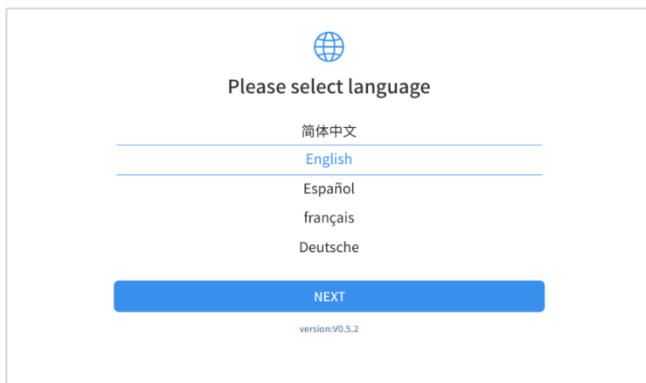 Please select language
简体中文
English
Español
français
Deutsche
NEXT
version:V0.5.2